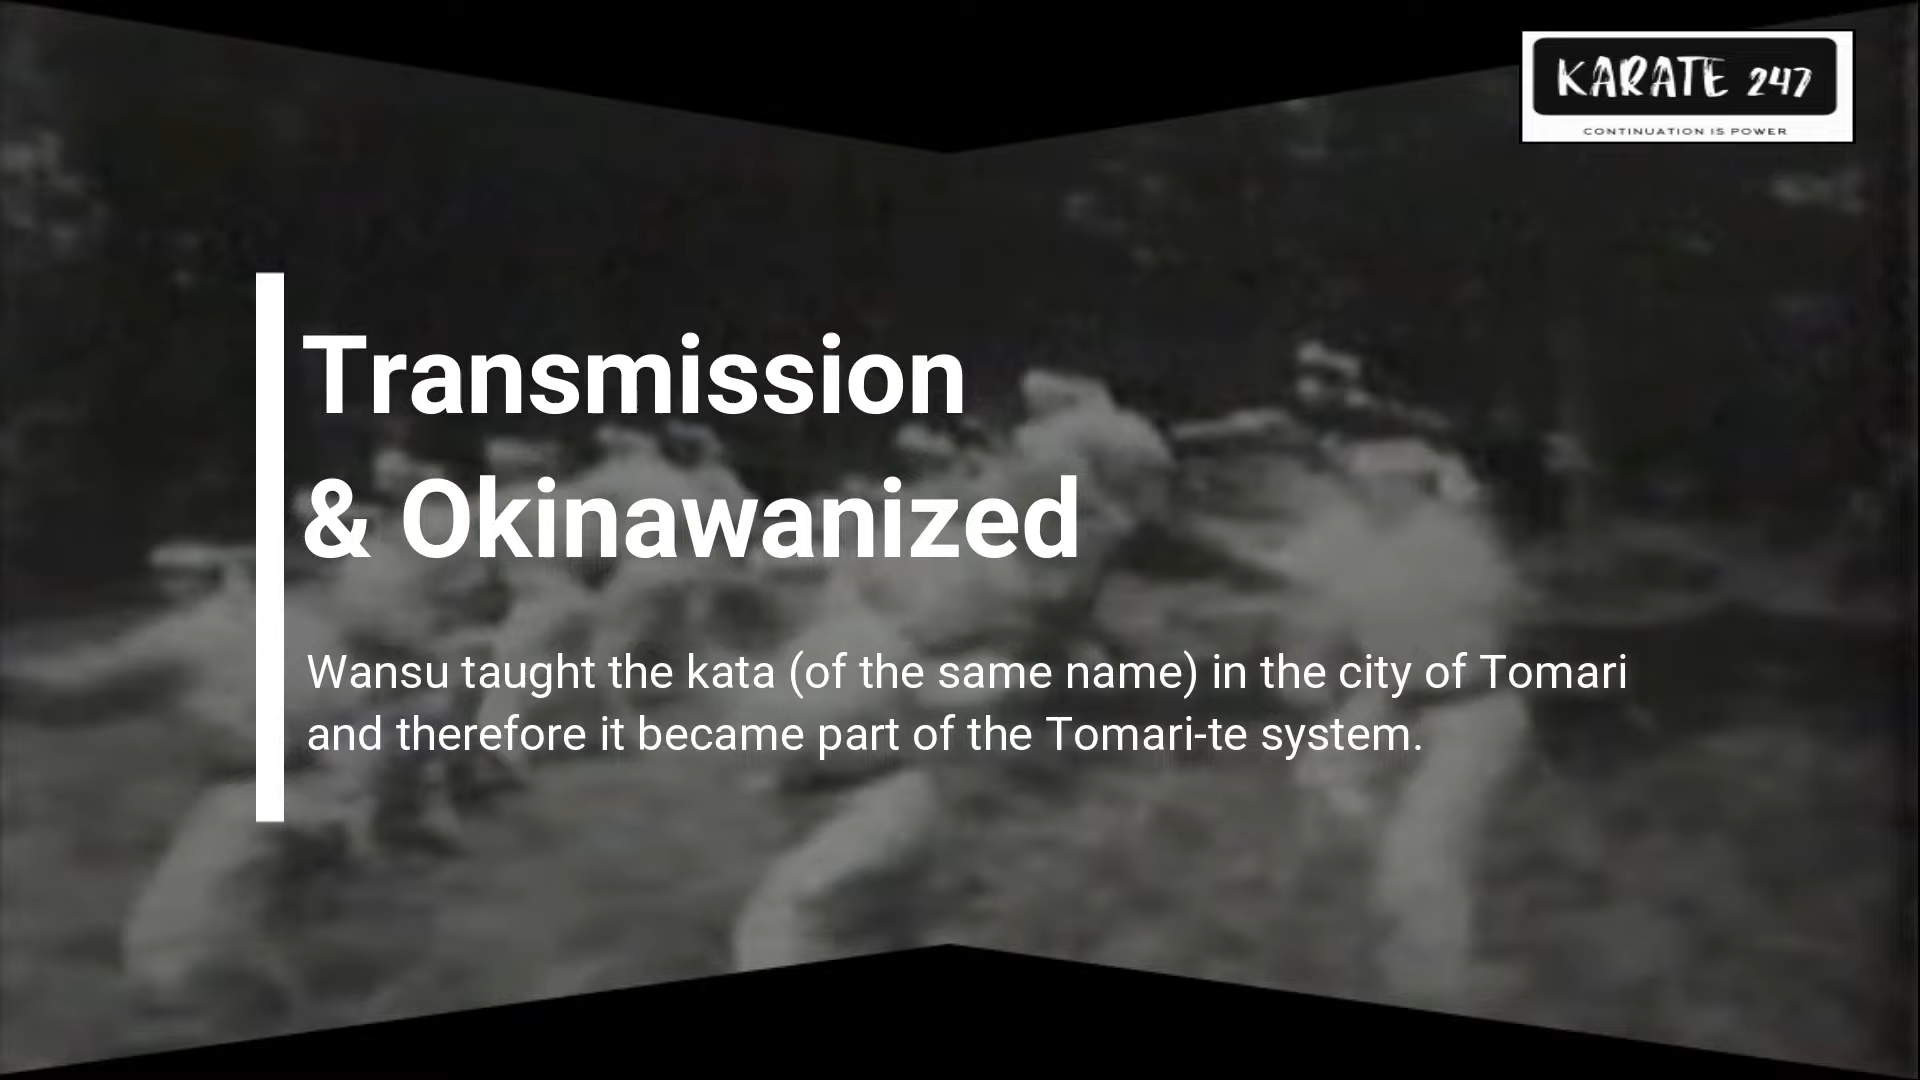 KARATE 247
CONTINUATION IS POWER
Transmission
& Okinawanized
Wansu taught the kata (of the same name) in the city of Tomari
and therefore it became part of the Tomari-te system.